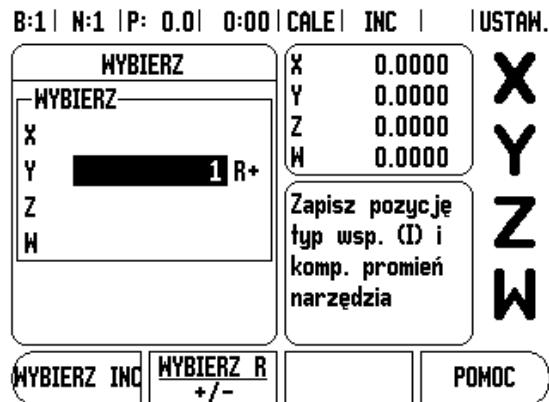 B:1 | N:1 |P: 0.0| 0:00 | CALE | INC | |USTAW.
WYBIERZ
WYBIERZ
X
Y 1 R+
Z
W
X 0.0000
Y 0.0000
Z 0.0000
W 0.0000
Zapisz pozycję
typ wsp. (I) i
komp. promień
narzędzia
X
Y
Z
W
WYBIERZ INC
WYBIERZ R
+/-
POMOC